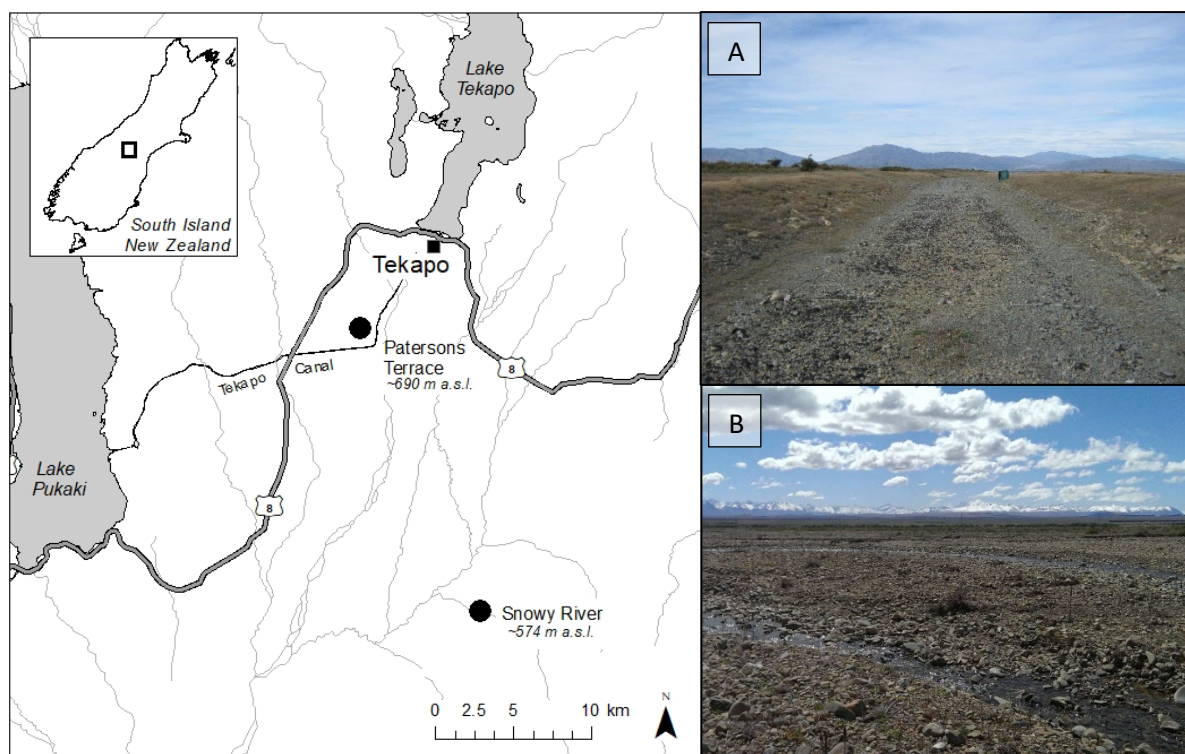 South Island
New Zealand
Lake
Tekapo
Tekapo
Patersons
Terrace
~690 m a.s.l.
Tekapo Canal
8
8
Lake
Pukaki
Snowy River
~574 m a.s.l.
0 2.5 5 10 km
N
A
B